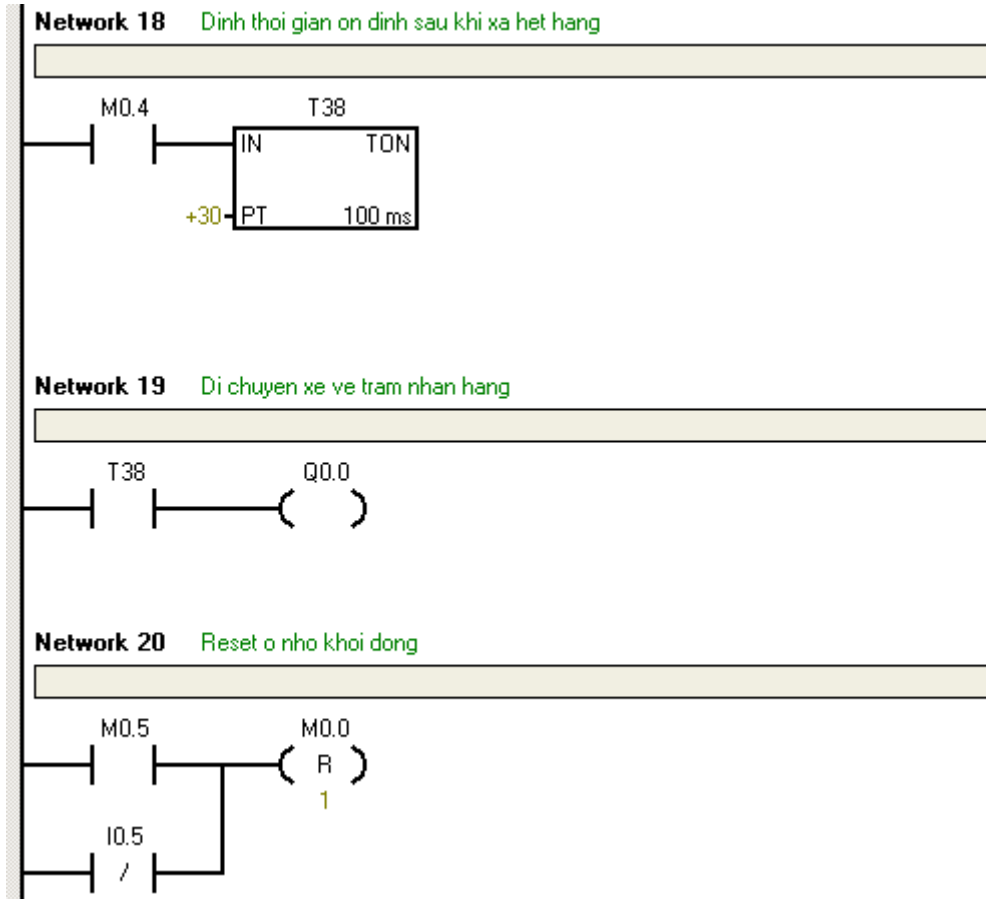 Network 18 Dinh thoi gian on dinh sau khi xa het hang
M0.4 T38
IN TON
+30 PT 100 ms
Network 19 Di chuyen xe ve tram nhan hang
T38 Q0.0
Network 20 Reset o nho khoi dong
M0.5 M0.0
R
1
I0.5
/